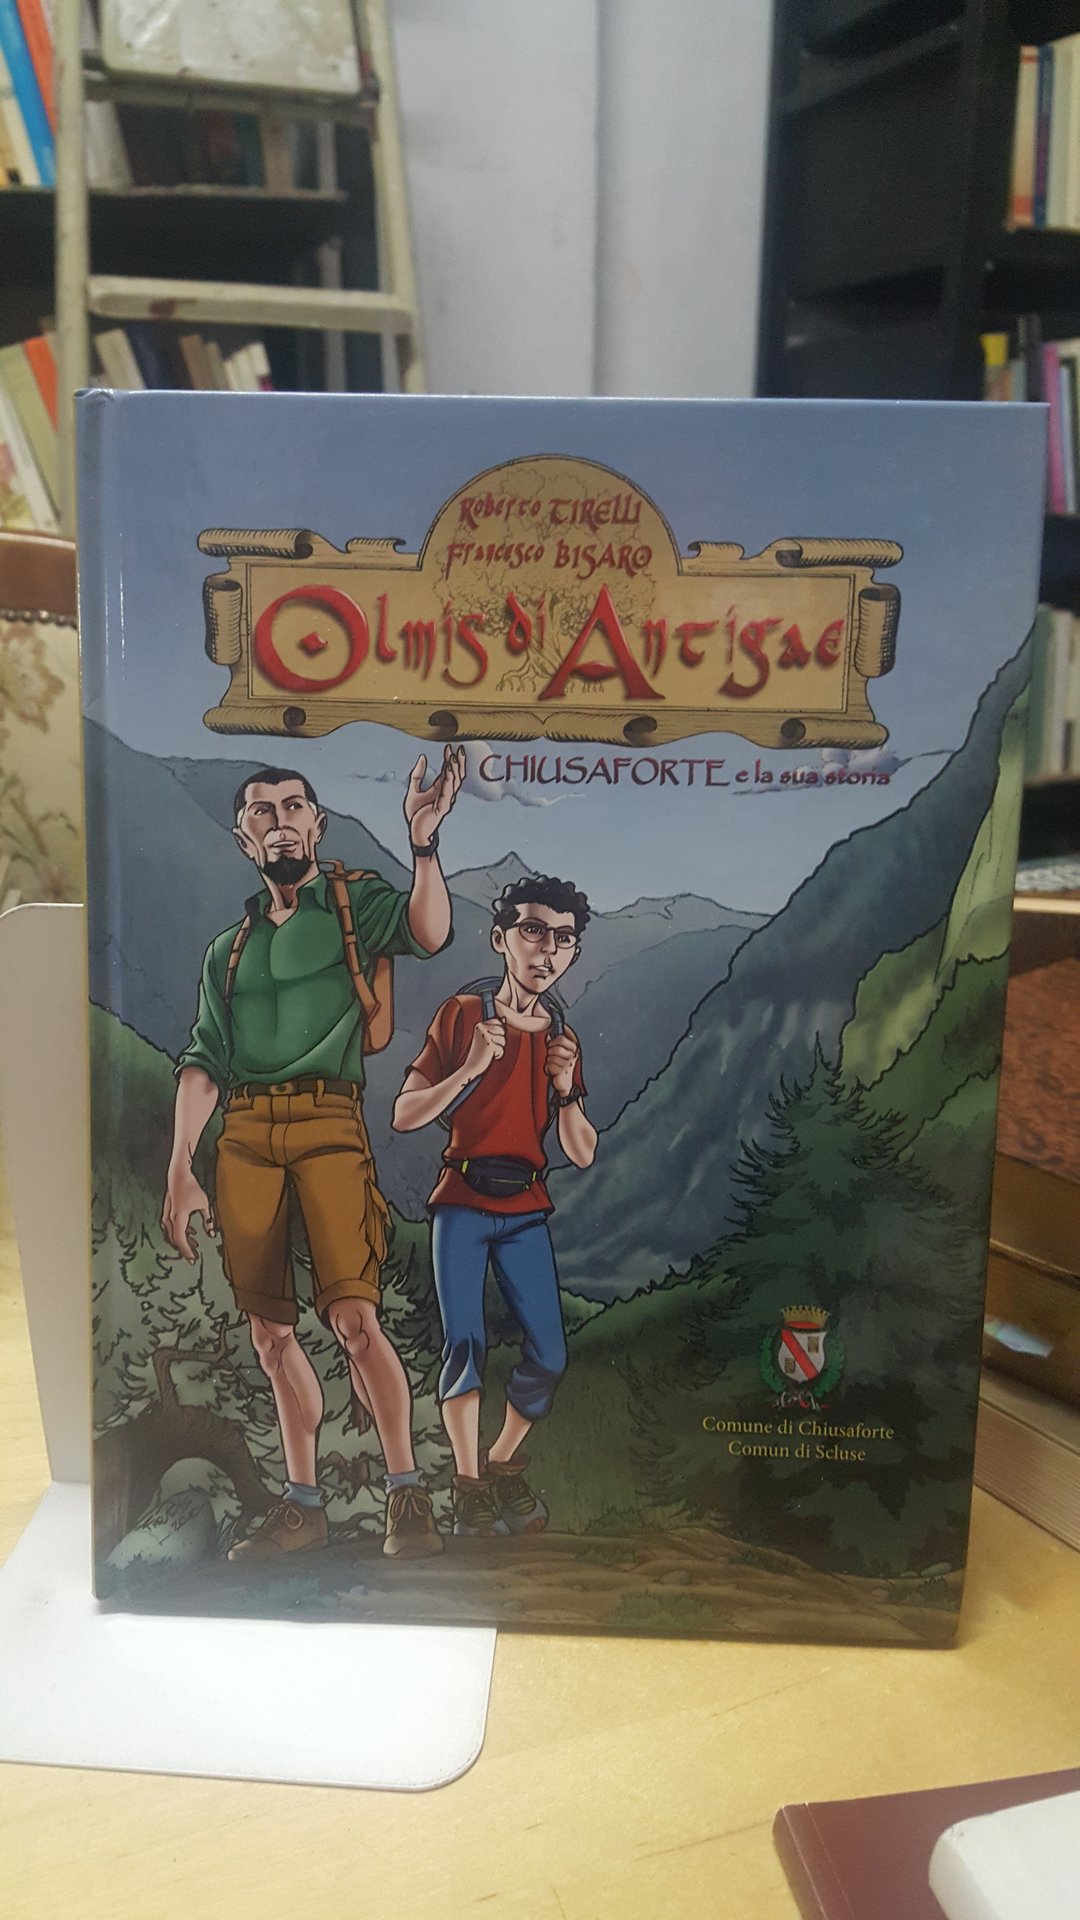 Roberto TIRELLI
Francesco BISARO
Olmis di Antigae
CHIUSAFORTE e la sua storia
Comune di Chiusaforte
Comun di Scluse